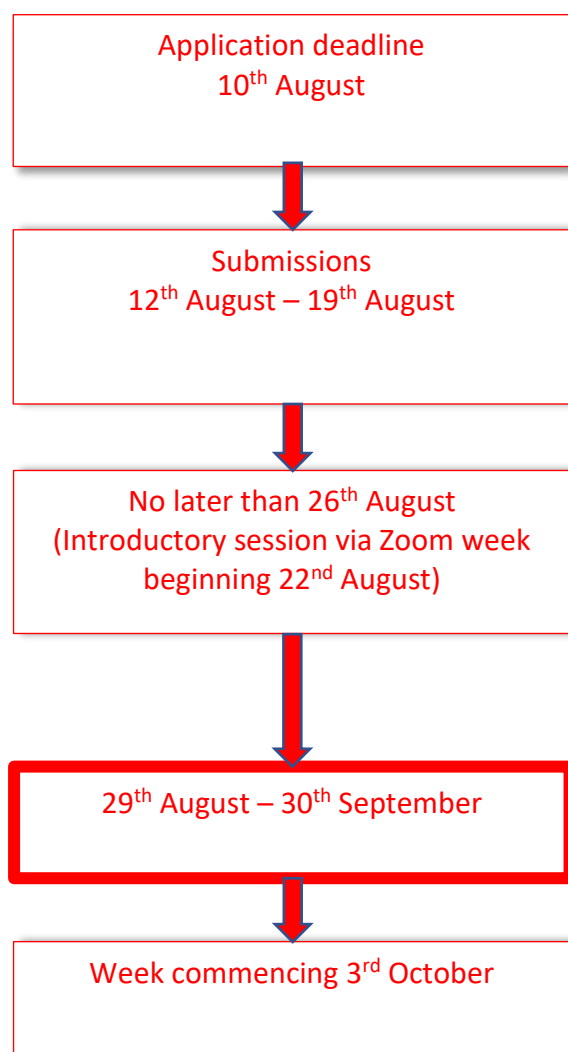 Application deadline
10th August
Submissions
12th August – 19th August
No later than 26th August
(Introductory session via Zoom week
beginning 22nd August)
29th August – 30th September
Week commencing 3rd October